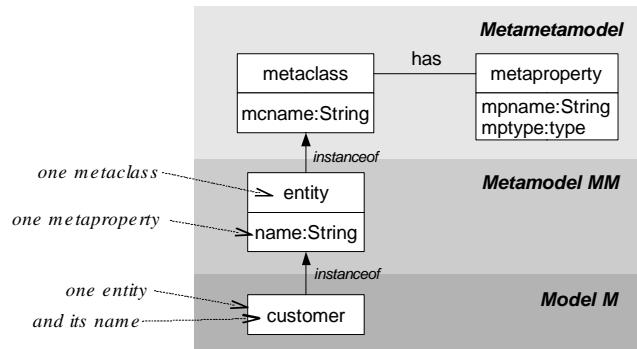 Metametamodel
metaclass
has
metaproperty
mcname:String
mpname:String
mptype:type
instanceof
one metaclass
entity
Metamodel MM
one metaproperty
name:String
instanceof
one entity
Model M
and its name
customer